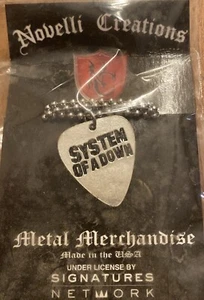 Novelli Creations
SYSTEM
OF A DOWN
Metal Merchandise
Made in the USA
UNDER LICENSE BY
SIGNATURES
NETWORK